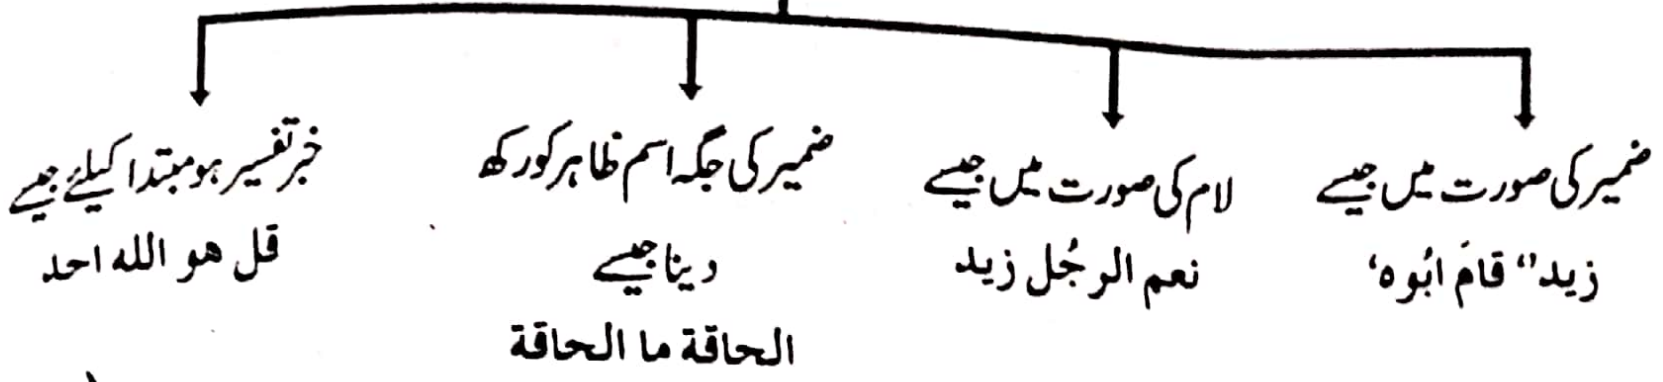 ضمیر کی صورت میں جیسے
زید" قامَ ابُوہ‘
لام کی صورت میں جیسے
نعم الرجُل زید
ضمیر کی جگہ اسم ظاہر کو رکھ
دینا جیسے
الحاقة ما الحاقة
خبر تفسیر ہو مبتدا کیلئے جیسے
قل هو الله احد